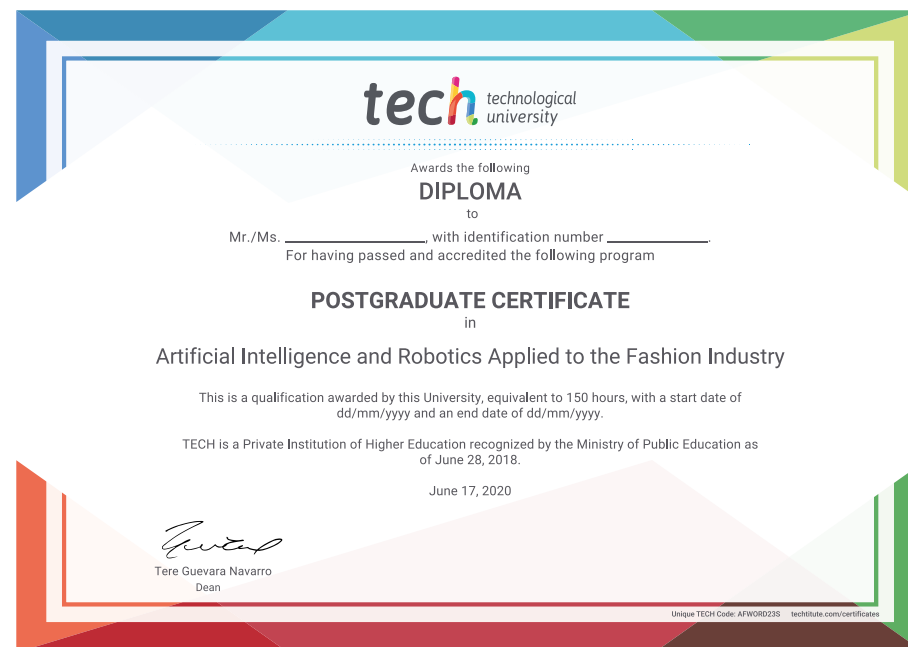 tech technological
university
Awards the following
DIPLOMA
to
Mr./Ms. ____________________, with identification number ______________.
For having passed and accredited the following program
POSTGRADUATE CERTIFICATE
in
Artificial Intelligence and Robotics Applied to the Fashion Industry
This is a qualification awarded by this University, equivalent to 150 hours, with a start date of
dd/mm/yyyy and an end date of dd/mm/yyyy.
TECH is a Private Institution of Higher Education recognized by the Ministry of Public Education as
of June 28, 2018.
June 17, 2020
Tere Guevara Navarro
Dean
Unique TECH Code: AFWORD23S techtitute.com/certificates